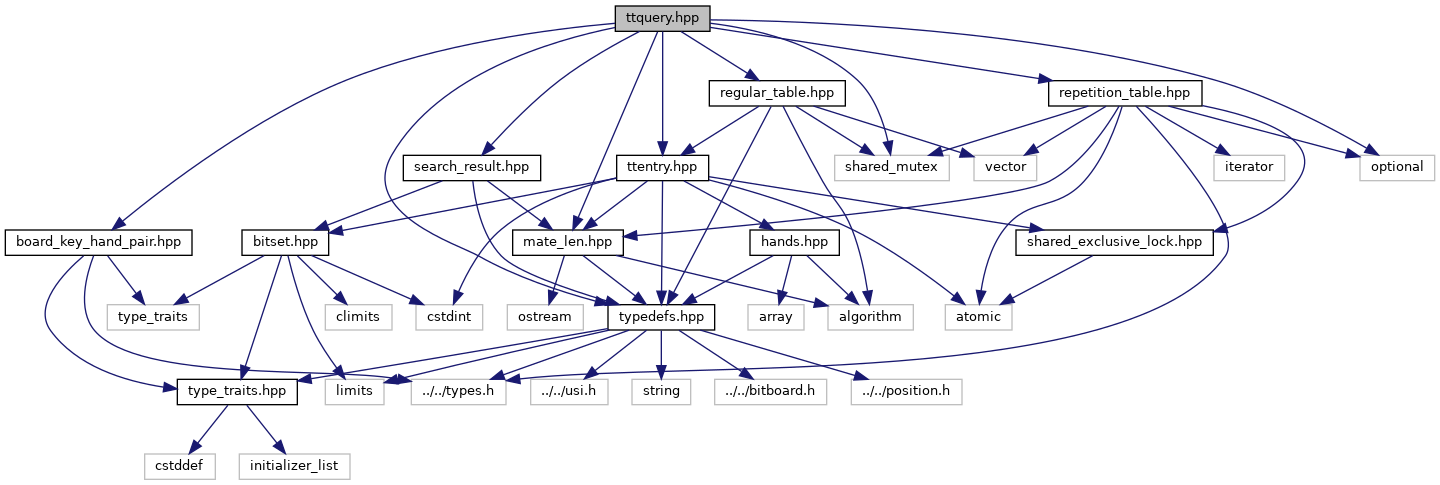 ttquery.hpp
regular_table.hpp
repetition_table.hpp
search_result.hpp
ttentry.hpp
shared_mutex
vector
iterator
optional
board_key_hand_pair.hpp
bitset.hpp
mate_len.hpp
hands.hpp
shared_exclusive_lock.hpp
type_traits
climits
cstdint
ostream
typedefs.hpp
array
algorithm
atomic
type_traits.hpp
limits
../../types.h
../../usi.h
string
../../bitboard.h
../../position.h
cstddef
initializer_list